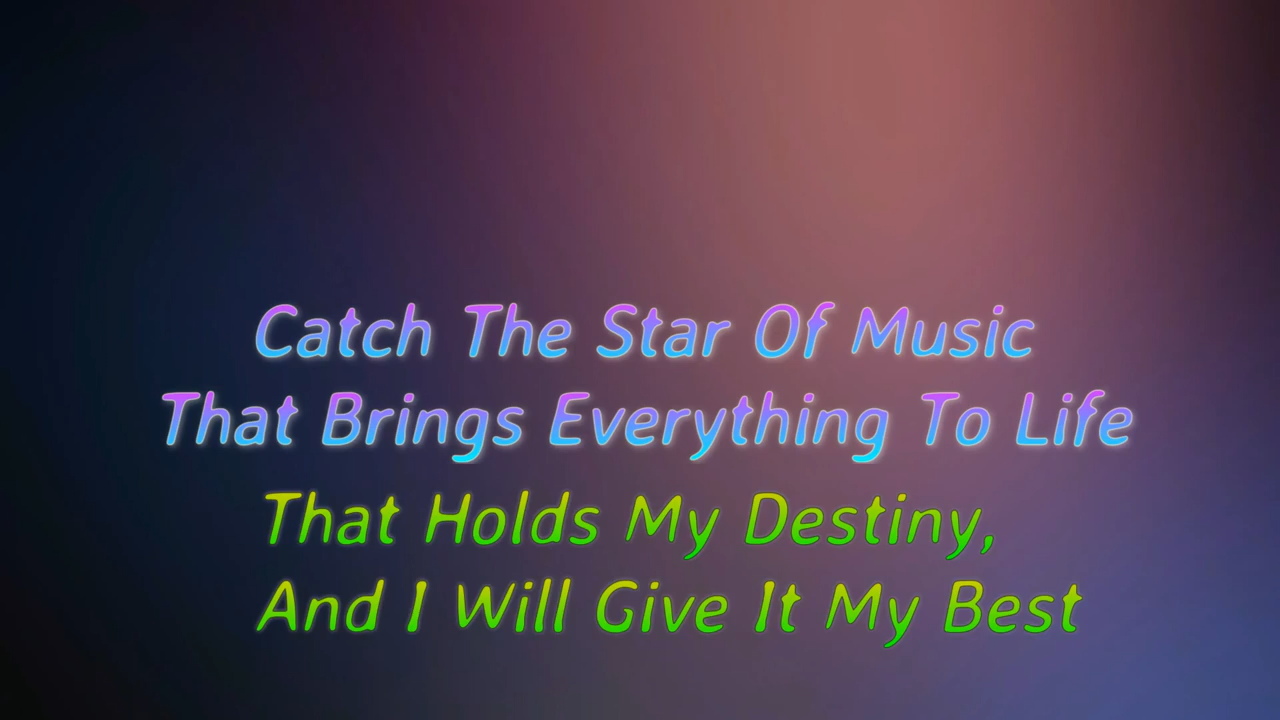 Catch The Star Of Music
That Brings Everything To Life
That Holds My Destiny,
And I Will Give It My Best